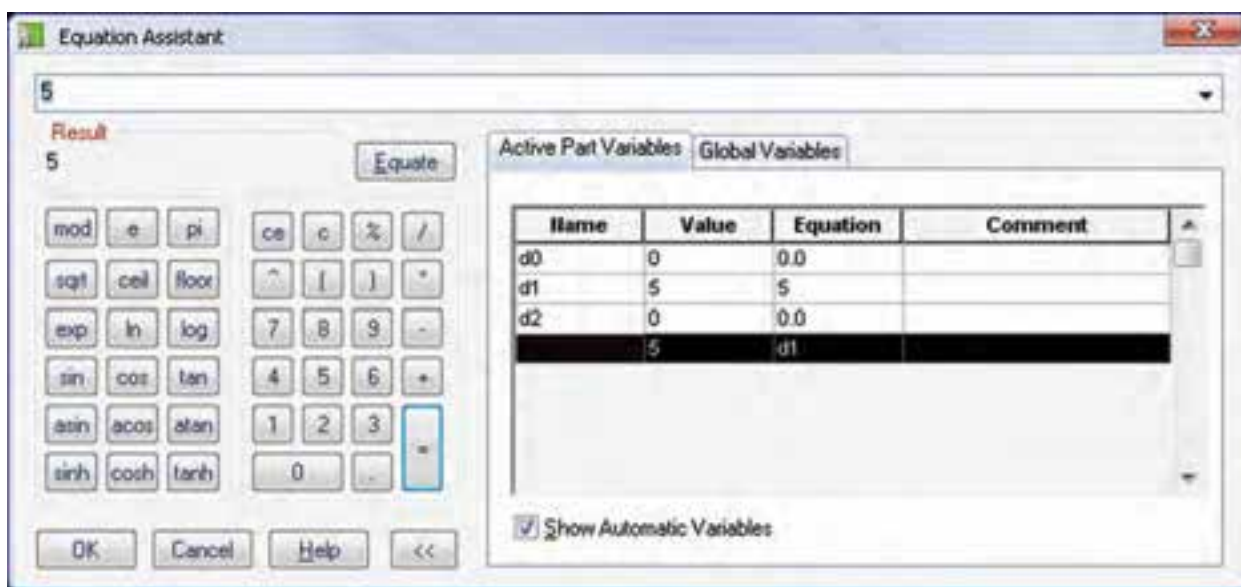 Equation Assistant
5
Result
5
Equate
mod e pi ce c % /
sqrt ceil floor ^ [ ] *
exp ln log 7 8 9 -
sin cos tan 4 5 6 +
asin acos atan 1 2 3 =
sinh cosh tanh 0 .
OK Cancel Help <<
Active Part Variables Global Variables
Name Value Equation Comment
d0 0 0.0
d1 5 5
d2 0 0.0
5 d1
Show Automatic Variables